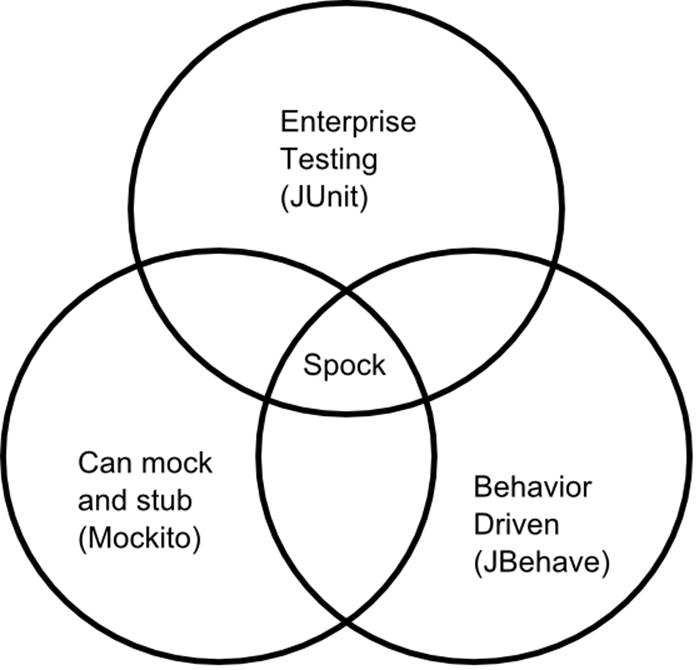 Enterprise
Testing
(JUnit)
Spock
Can mock
and stub
(Mockito)
Behavior
Driven
(JBehave)